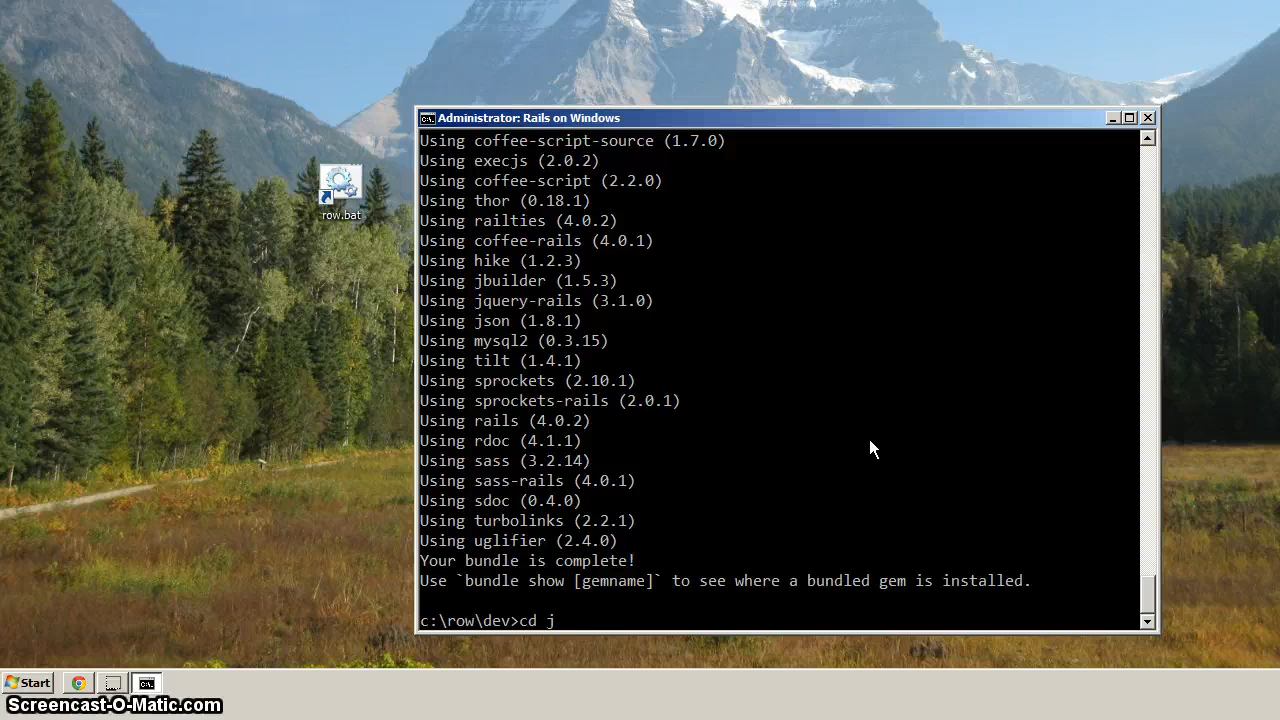 row.bat
Administrator: Rails on Windows
Using coffee-script-source (1.7.0)
Using execjs (2.0.2)
Using coffee-script (2.2.0)
Using thor (0.18.1)
Using railties (4.0.2)
Using coffee-rails (4.0.1)
Using hike (1.2.3)
Using jbuilder (1.5.3)
Using jquery-rails (3.1.0)
Using json (1.8.1)
Using mysql2 (0.3.15)
Using tilt (1.4.1)
Using sprockets (2.10.1)
Using sprockets-rails (2.0.1)
Using rails (4.0.2)
Using rdoc (4.1.1)
Using sass (3.2.14)
Using sass-rails (4.0.1)
Using sdoc (0.4.0)
Using turbolinks (2.2.1)
Using uglifier (2.4.0)
Your bundle is complete!
Use `bundle show [gemname]` to see where a bundled gem is installed.
c:\row\dev>cd j
Start
Screencast-O-Matic.com